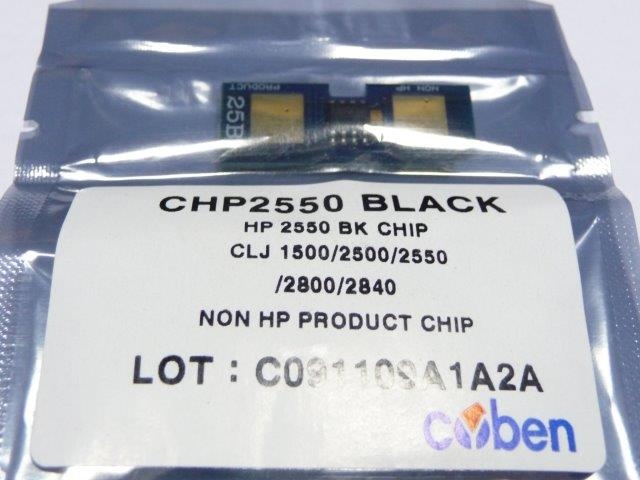 PRODUCT
NON HP
25B
CHP2550 BLACK
HP 2550 BK CHIP
CLJ 1500/2500/2550
/2800/2840
NON HP PRODUCT CHIP
LOT : C091109A1A2A
coben